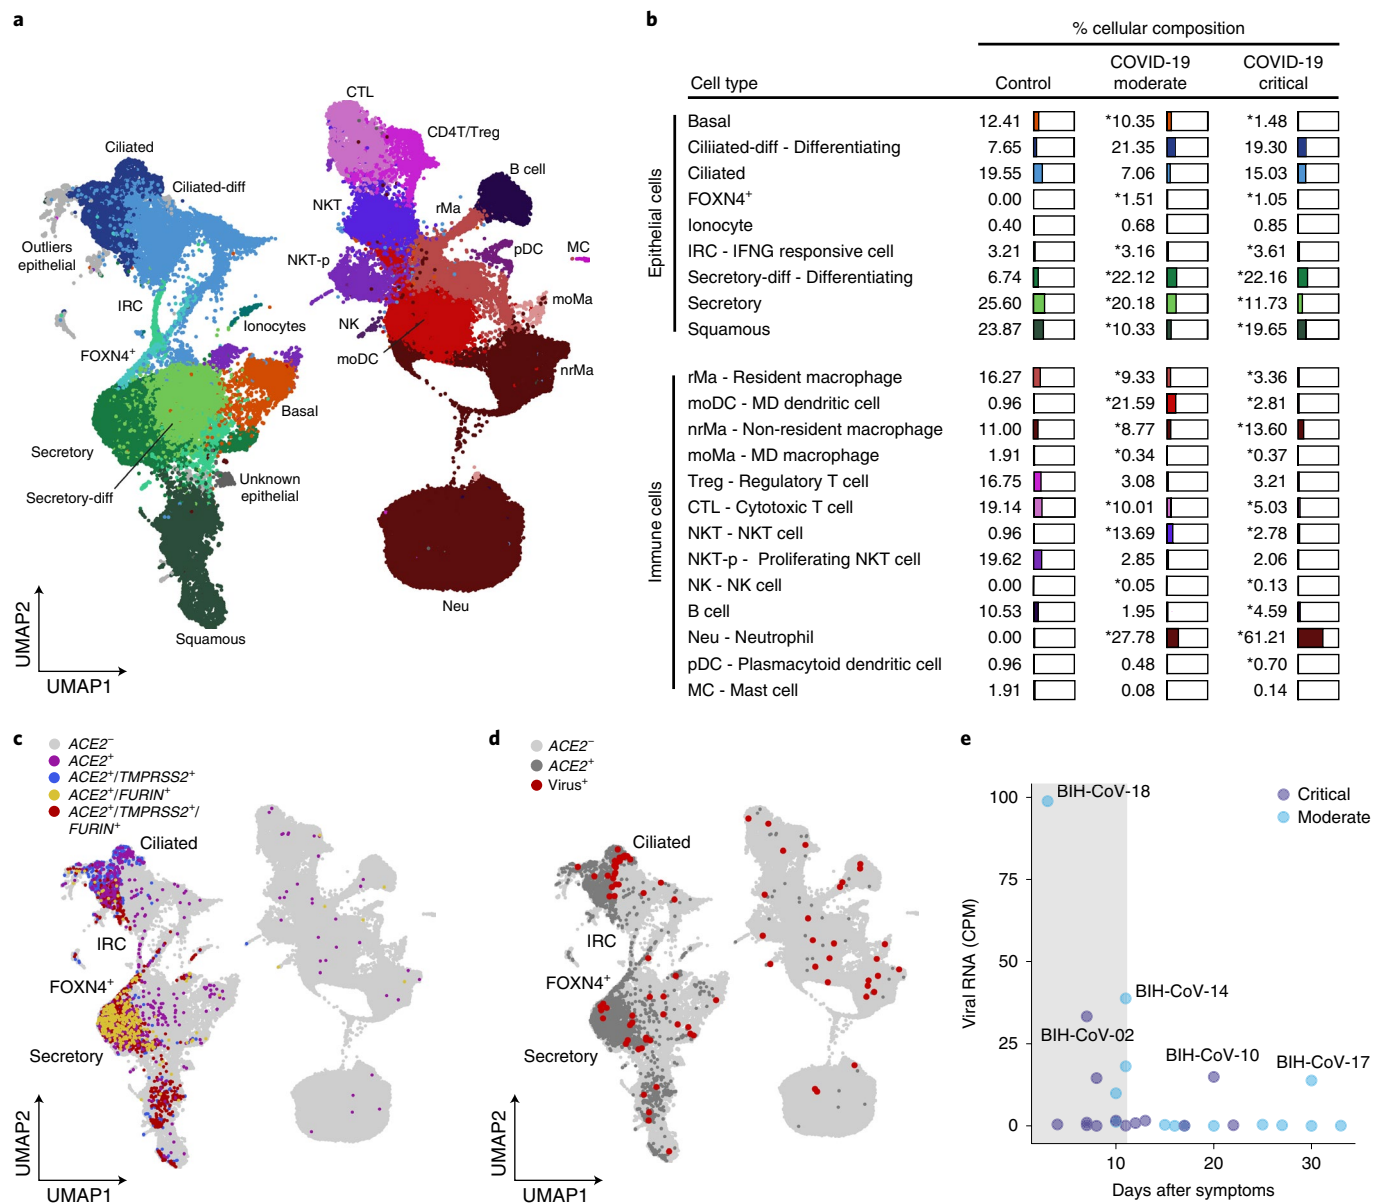 a
CTL
CD4T/Treg
Ciliated
Ciliated-diff
B cell
NKT
rMa
Outliers
epithelial
NKT-p
pDC
MC
IRC
moMa
Ionocytes
NK
FOXN4+
moDC
nrMa
Basal
Secretory
Unknown
epithelial
Secretory-diff
Neu
Squamous
UMAP2
UMAP1
b
% cellular composition
Cell type
Control
COVID-19
moderate
COVID-19
critical
Epithelial cells
Basal 12.41 *10.35 *1.48
Ciliiated-diff - Differentiating 7.65 21.35 19.30
Ciliated 19.55 7.06 15.03
FOXN4+ 0.00 *1.51 *1.05
Ionocyte 0.40 0.68 0.85
IRC - IFNG responsive cell 3.21 *3.16 *3.61
Secretory-diff - Differentiating 6.74 *22.12 *22.16
Secretory 25.60 *20.18 *11.73
Squamous 23.87 *10.33 *19.65
Immune cells
rMa - Resident macrophage 16.27 *9.33 *3.36
moDC - MD dendritic cell 0.96 *21.59 *2.81
nrMa - Non-resident macrophage 11.00 *8.77 *13.60
moMa - MD macrophage 1.91 *0.34 *0.37
Treg - Regulatory T cell 16.75 3.08 3.21
CTL - Cytotoxic T cell 19.14 *10.01 *5.03
NKT - NKT cell 0.96 *13.69 *2.78
NKT-p - Proliferating NKT cell 19.62 2.85 2.06
NK - NK cell 0.00 *0.05 *0.13
B cell 10.53 1.95 *4.59
Neu - Neutrophil 0.00 *27.78 *61.21
pDC - Plasmacytoid dendritic cell 0.96 0.48 *0.70
MC - Mast cell 1.91 0.08 0.14
c
ACE2−
ACE2+
ACE2+/TMPRSS2+
ACE2+/FURIN+
ACE2+/TMPRSS2+/
FURIN+
Ciliated
IRC
FOXN4+
Secretory
UMAP2
UMAP1
d
ACE2−
ACE2+
Virus+
Ciliated
IRC
FOXN4+
Secretory
UMAP2
UMAP1
e
Critical
Moderate
BIH-CoV-18
BIH-CoV-14
BIH-CoV-02
BIH-CoV-10
BIH-CoV-17
Viral RNA (CPM)
100
75
50
25
0
10 20 30
Days after symptoms